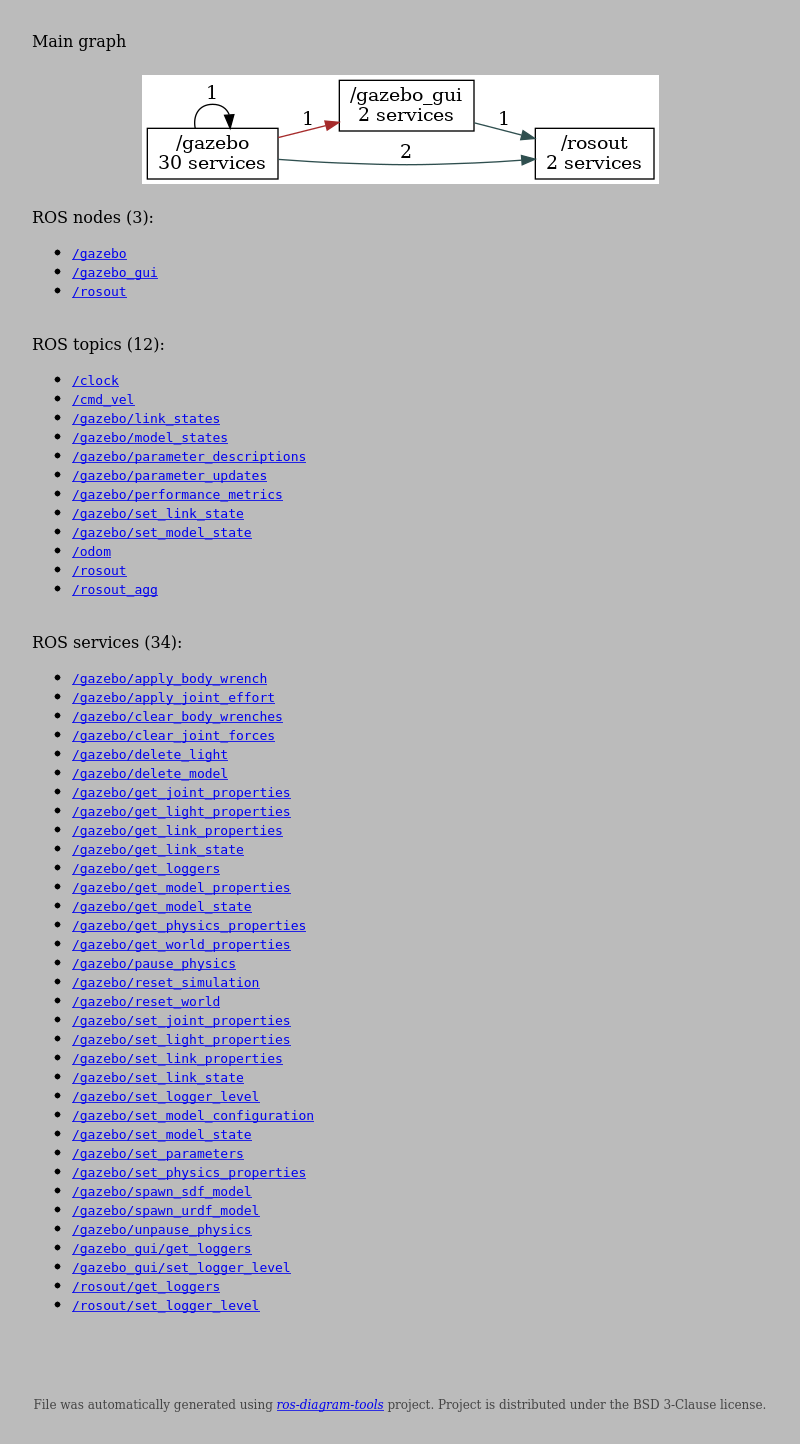 Main graph
1
/gazebo_gui
2 services
1
1
/gazebo
30 services
2
/rosout
2 services
ROS nodes (3):
/gazebo
/gazebo_gui
/rosout
ROS topics (12):
/clock
/cmd_vel
/gazebo/link_states
/gazebo/model_states
/gazebo/parameter_descriptions
/gazebo/parameter_updates
/gazebo/performance_metrics
/gazebo/set_link_state
/gazebo/set_model_state
/odom
/rosout
/rosout_agg
ROS services (34):
/gazebo/apply_body_wrench
/gazebo/apply_joint_effort
/gazebo/clear_body_wrenches
/gazebo/clear_joint_forces
/gazebo/delete_light
/gazebo/delete_model
/gazebo/get_joint_properties
/gazebo/get_light_properties
/gazebo/get_link_properties
/gazebo/get_link_state
/gazebo/get_loggers
/gazebo/get_model_properties
/gazebo/get_model_state
/gazebo/get_physics_properties
/gazebo/get_world_properties
/gazebo/pause_physics
/gazebo/reset_simulation
/gazebo/reset_world
/gazebo/set_joint_properties
/gazebo/set_light_properties
/gazebo/set_link_properties
/gazebo/set_link_state
/gazebo/set_logger_level
/gazebo/set_model_configuration
/gazebo/set_model_state
/gazebo/set_parameters
/gazebo/set_physics_properties
/gazebo/spawn_sdf_model
/gazebo/spawn_urdf_model
/gazebo/unpause_physics
/gazebo_gui/get_loggers
/gazebo_gui/set_logger_level
/rosout/get_loggers
/rosout/set_logger_level
File was automatically generated using ros-diagram-tools project. Project is distributed under the BSD 3-Clause license.